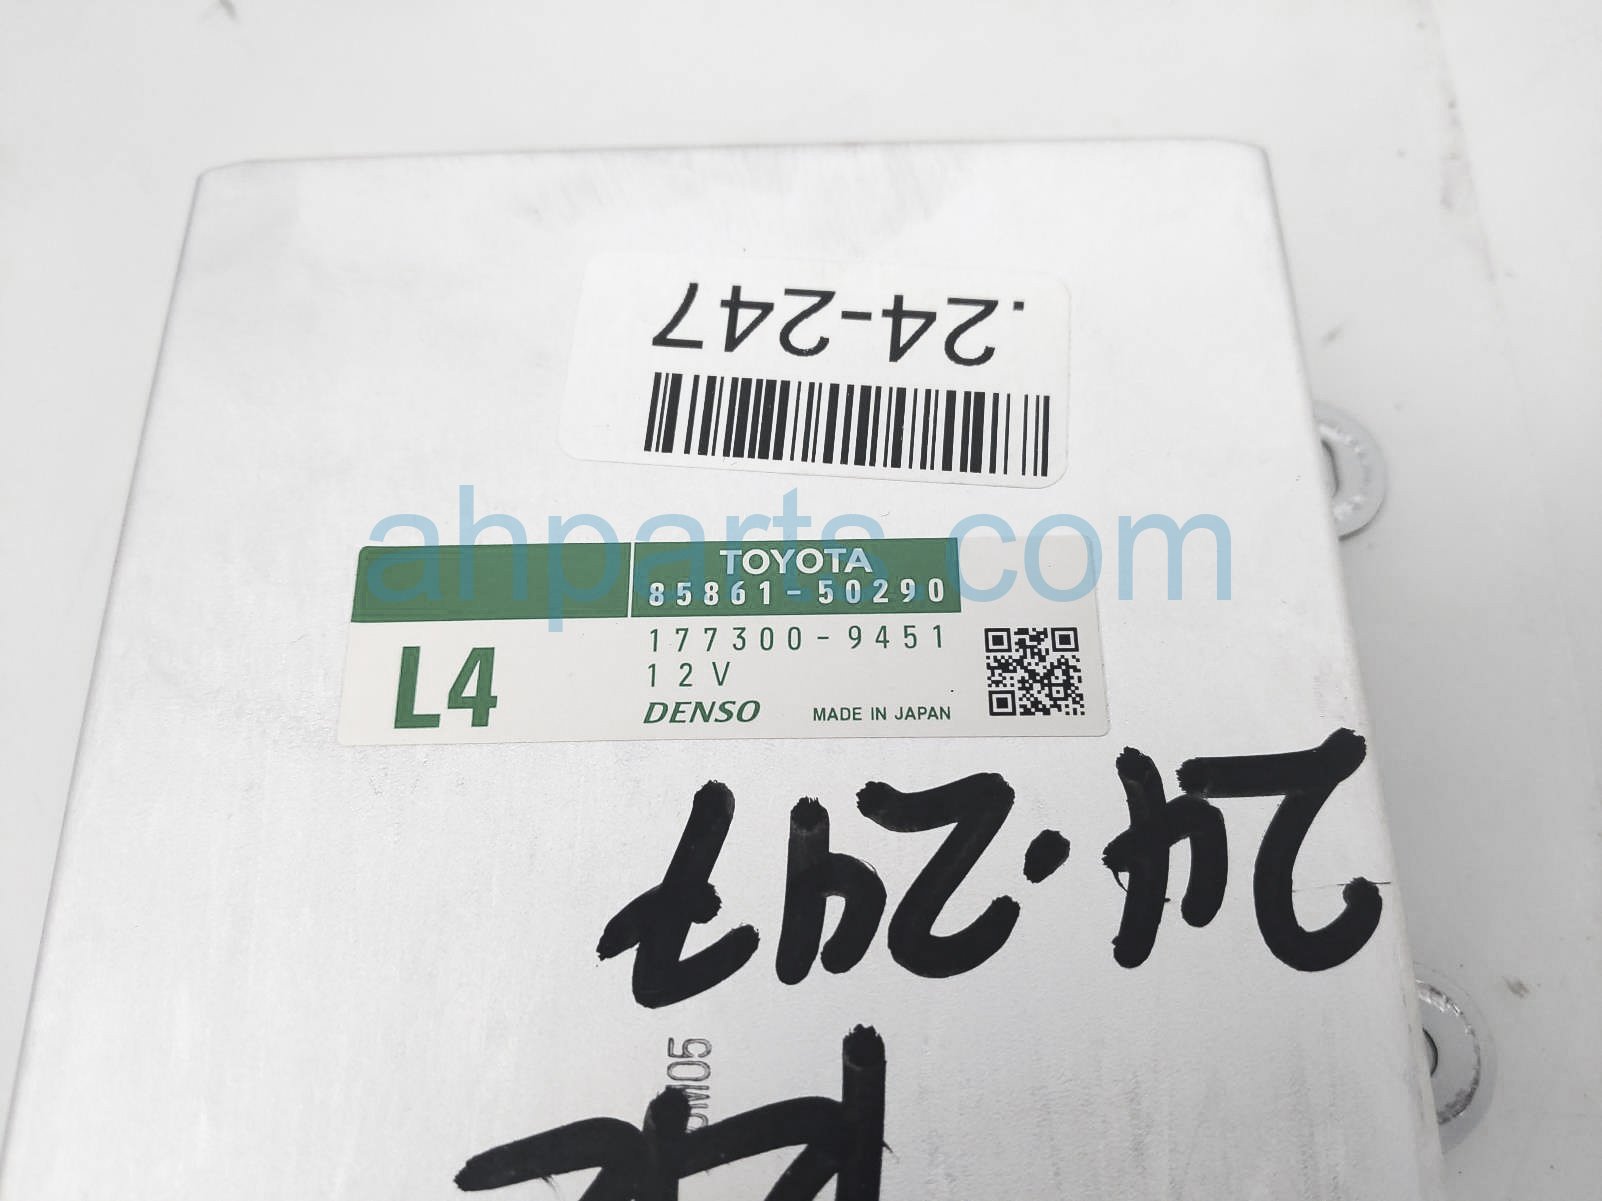 .24-247
ahparts.com
TOYOTA
85861-50290
177300-9451
12V
L4
DENSO MADE IN JAPAN
24.247